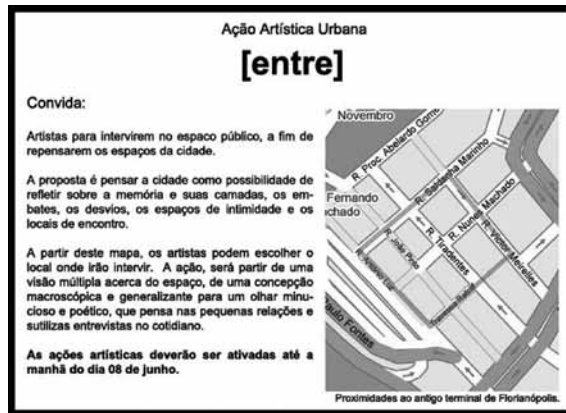 Ação Artística Urbana
[entre]
Convida:
Artistas para intervirem no espaco público, a fim de
repensarem os espaços da cidade.
A proposta é pensar a cidade como possibilidade de
refletir sobre a memória e suas camadas, os em-
bates, os desvios, os espaços de intimidade e os
locais de encontro.
A partir deste mapa, os artistas podem escolher o
local onde irão intervir. A ação, será partir de uma
visão múltipla acerca do espaço, de uma concepção
macroscópica e generalizante para um olhar minu-
cioso e poético, que pensa nas pequenas relações e
sutilizas entrevistas no cotidiano.
As ações artísticas deverão ser ativadas até a
manhã do dia 08 de junho.
Novembro
R. Proc. Abelardo Gome
R. Saldanha Marinho
Fernando
achado
R. Nunes Machado
R. João Pinto
R. Tiradentes
R. Victor Meirelles
R. Antônio Luz
Paulo Fontes
Proximidades ao antigo terminal de Florianópolis.